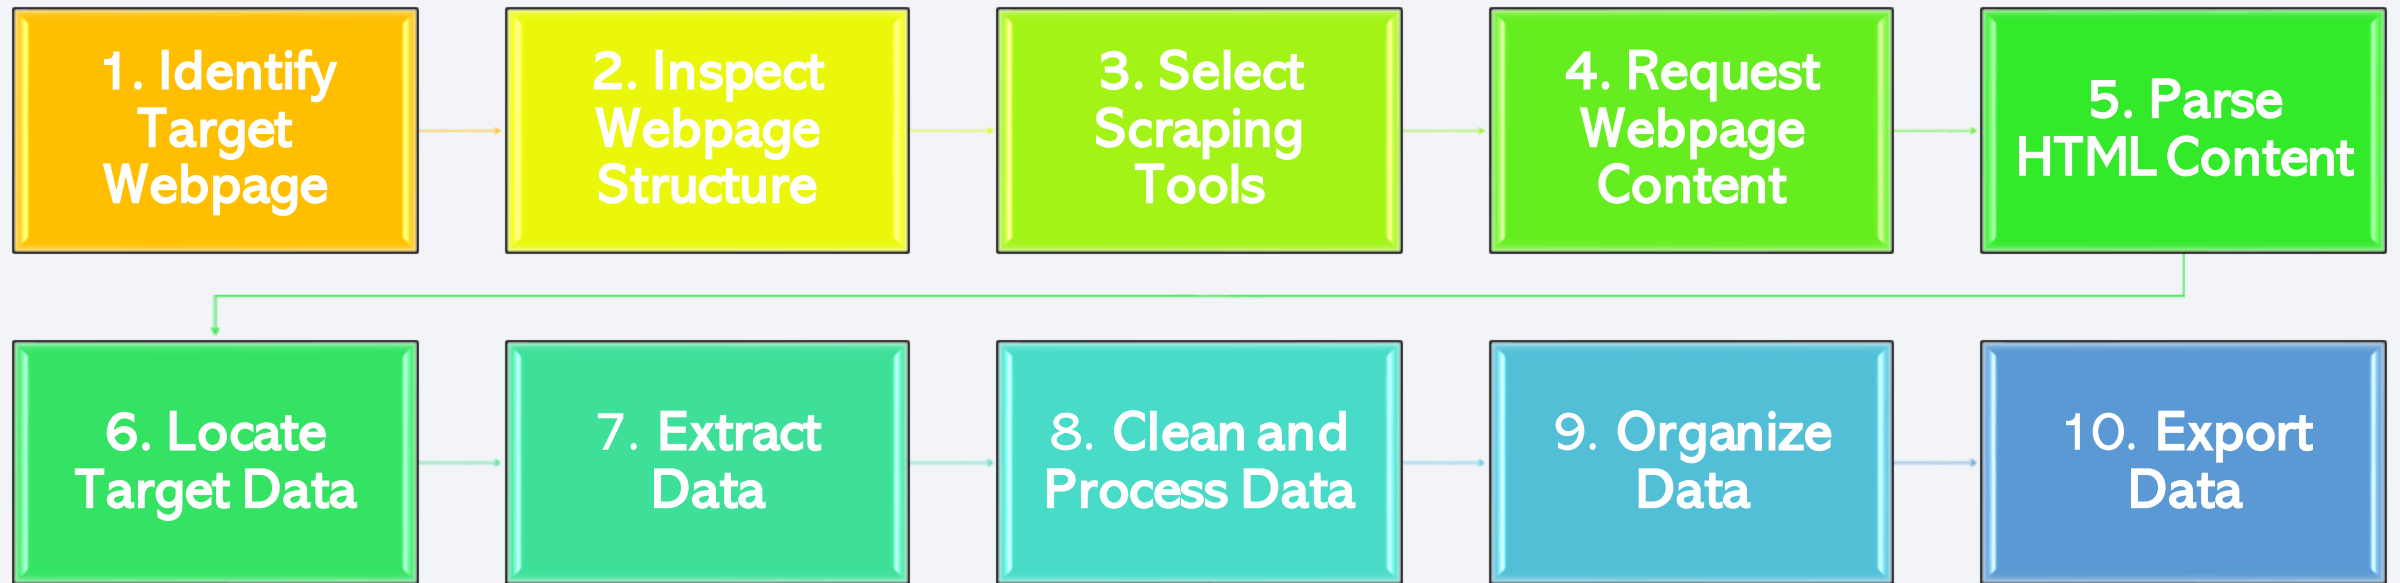 1. Identify
Target
Webpage
2. Inspect
Webpage
Structure
3. Select
Scraping
Tools
4. Request
Webpage
Content
5. Parse
HTML Content
6. Locate
Target Data
7. Extract
Data
8. Clean and
Process Data
9. Organize
Data
10. Export
Data